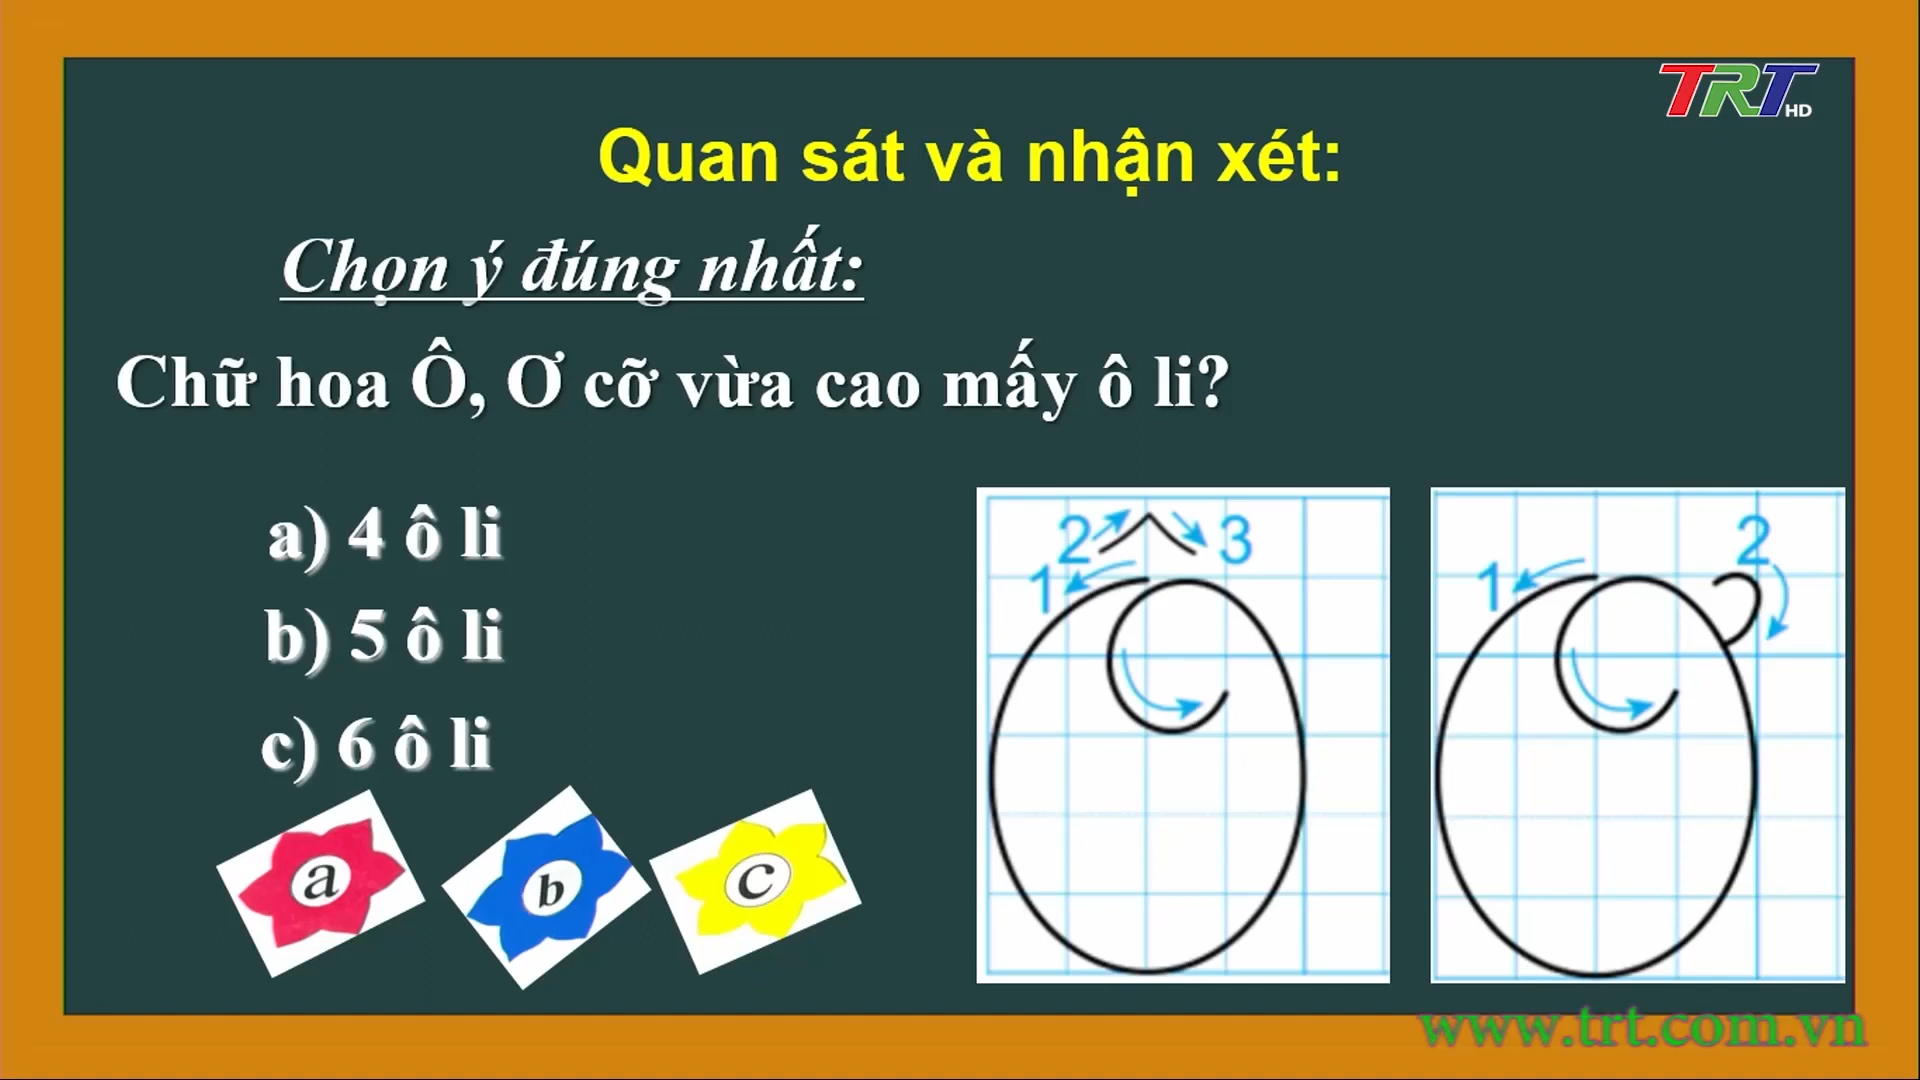 TRT HD
Quan sát và nhận xét:
Chọn ý đúng nhất:
Chữ hoa Ô, Ơ cỡ vừa cao mấy ô li?
a) 4 ô li
b) 5 ô li
c) 6 ô li
a
b
c
2 3
1
2
1
www.trt.com.vn